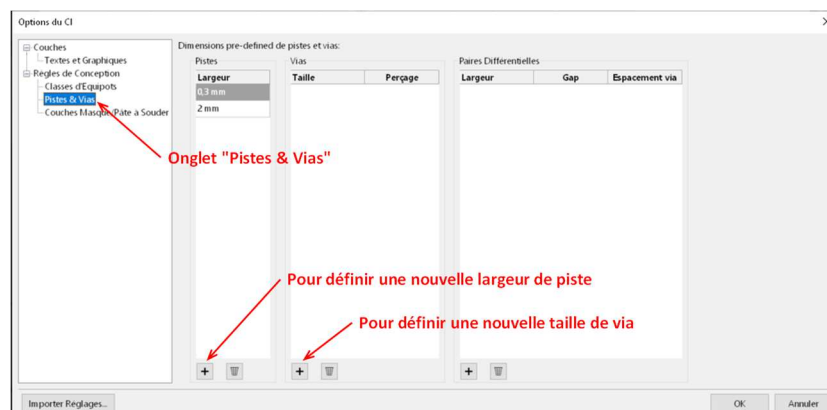 Options du CI
Couches
Textes et Graphiques
Règles de Conception
Classes d'Equipots
Pistes & Vias
Couches Masque/Pâte à Souder
Dimensions pre-defined de pistes et vias:
Pistes
Largeur
0,3 mm
2 mm
Vias
Taille Perçage
Paires Différentielles
Largeur Gap Espacement via
Onglet "Pistes & Vias"
Pour définir une nouvelle largeur de piste
Pour définir une nouvelle taille de via
Importer Réglages...
OK Annuler